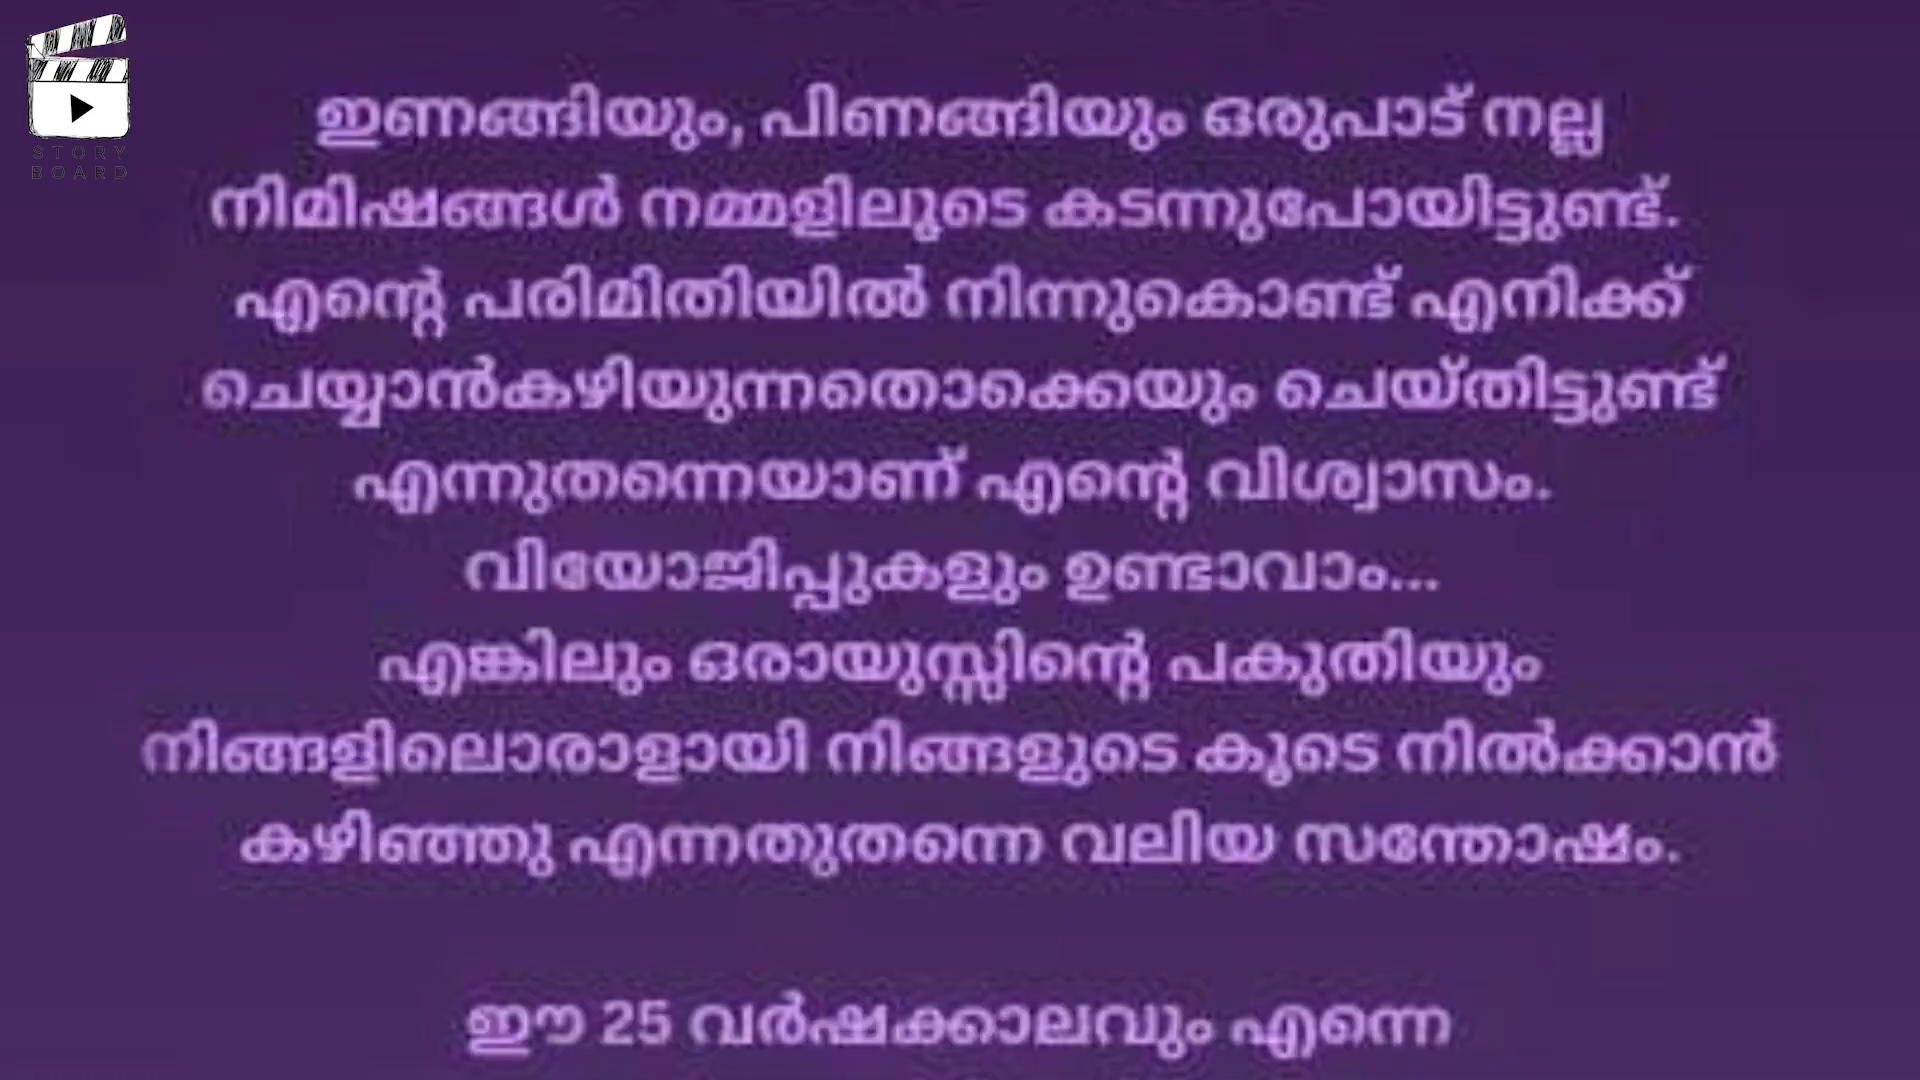 STORY
BOARD
ഇണങ്ങിയും, പിണങ്ങിയും ഒരുപാട് നല്ല
നിമിഷങ്ങൾ നമ്മളിലൂടെ കടന്നുപോയിട്ടുണ്ട്.
എന്റെ പരിമിതിയിൽ നിന്നുകൊണ്ട് എനിക്ക്
ചെയ്യാൻകഴിയുന്നതൊക്കെയും ചെയ്തിട്ടുണ്ട്
എന്നുതന്നെയാണ് എന്റെ വിശ്വാസം.
വിയോജിപ്പുകളും ഉണ്ടാവാം...
എങ്കിലും ഒരായുസ്സിന്റെ പകുതിയും
നിങ്ങളിലൊരാളായി നിങ്ങളുടെ കൂടെ നിൽക്കാൻ
കഴിഞ്ഞു എന്നതുതന്നെ വലിയ സന്തോഷം.
ഈ 25 വർഷക്കാലവും എന്നെ